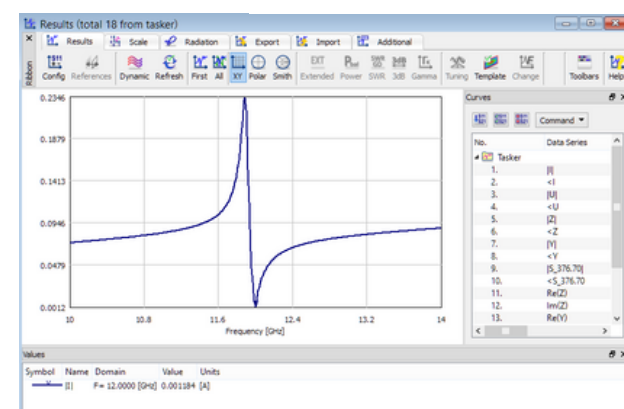 Results (total 18 from tasker)
Results Scale Radiation Export Import Additional
Ribbon
Config References Dynamic Refresh First All XY Polar Smith Extended Power SWR 3dB Gamma Tuning Template Change Toolbars Help
EXT
Curves
Command
No. Data Series
Tasker
1. |I|
2. <I
3. |U|
4. <U
5. |Z|
6. <Z
7. |Y|
8. <Y
9. |S_376.70|
10. <S_376.70
11. Re(Z)
12. Im(Z)
13. Re(Y)
0.2346
0.1879
0.1413
0.0946
0.0479
0.0012
10 10.8 11.6 12.4 13.2 14
Frequency [GHz]
Values
Symbol Name Domain Value Units
|I| F= 12.0000 [GHz] 0.001184 [A]